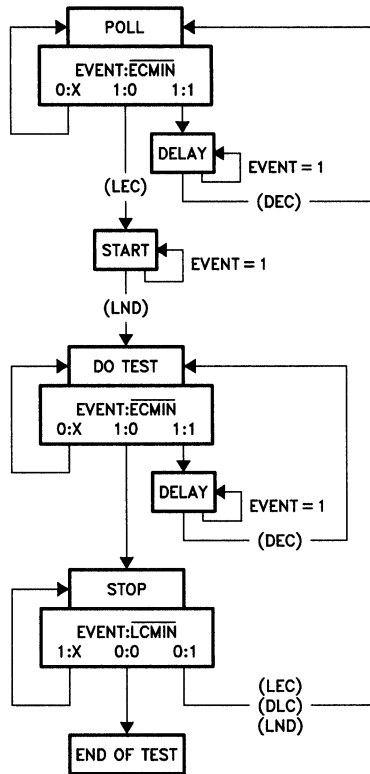 POLL
EVENT:ECMIN
0:X 1:0 1:1
DELAY
EVENT = 1
(LEC)
(DEC)
START
EVENT = 1
(LND)
DO TEST
EVENT:ECMIN
0:X 1:0 1:1
DELAY
EVENT = 1
(DEC)
STOP
EVENT:LCMIN
1:X 0:0 0:1
(LEC)
(DLC)
(LND)
END OF TEST